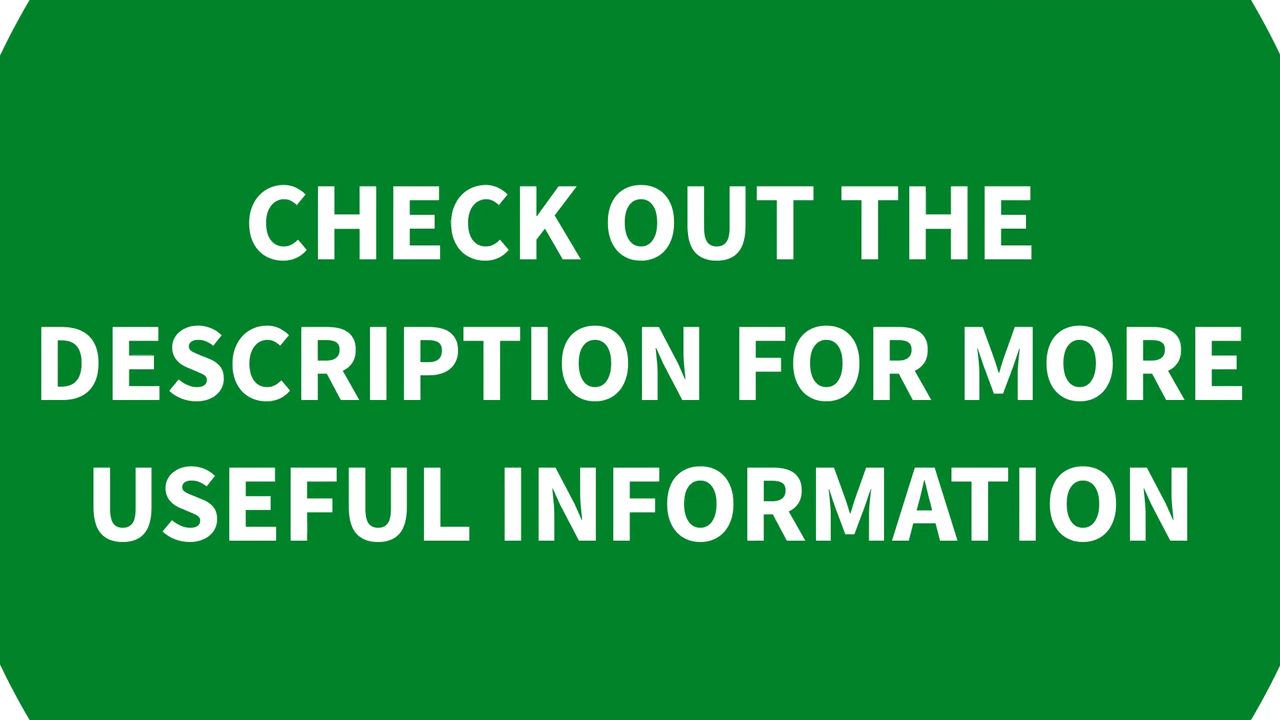 CHECK OUT THE
DESCRIPTION FOR MORE
USEFUL INFORMATION